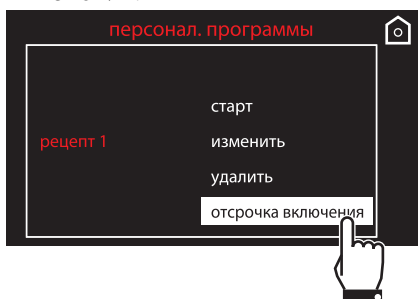 персонал. программы
старт
рецепт 1
изменить
удалить
отсрочка включения